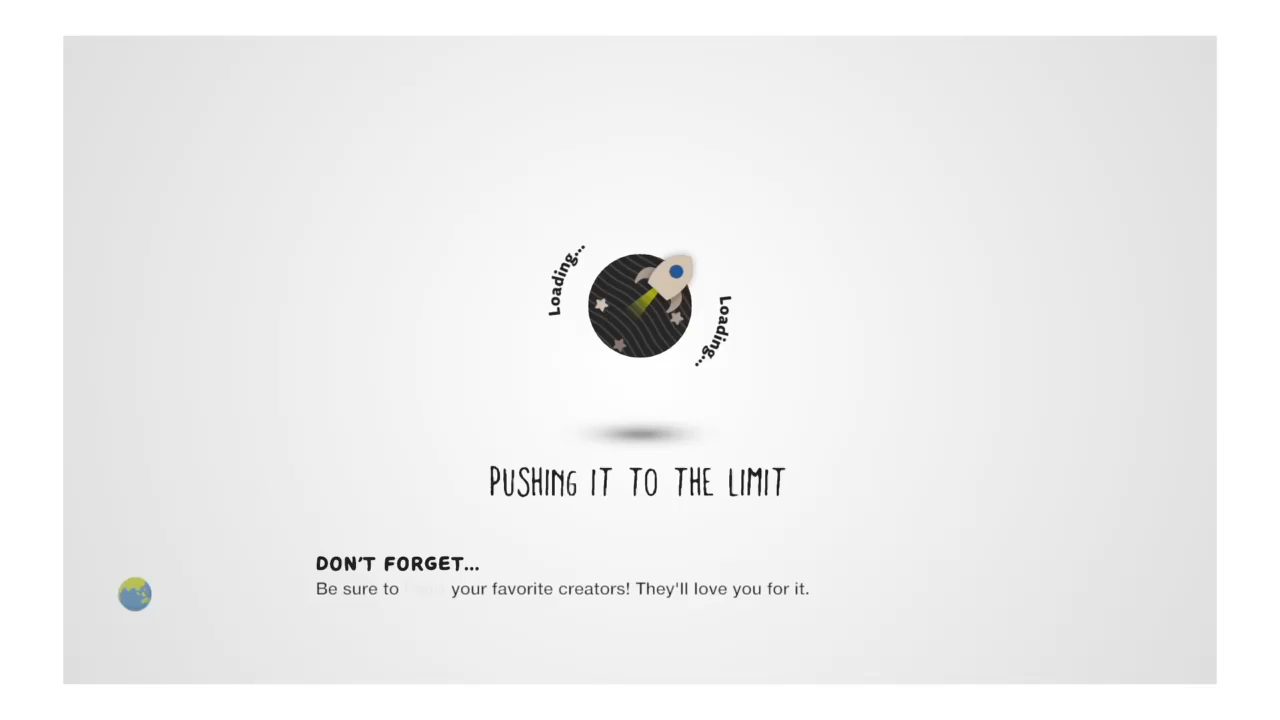 Loading...
Loading...
PUSHING IT TO THE LIMIT
DON'T FORGET...
Be sure to your favorite creators! They'll love you for it.